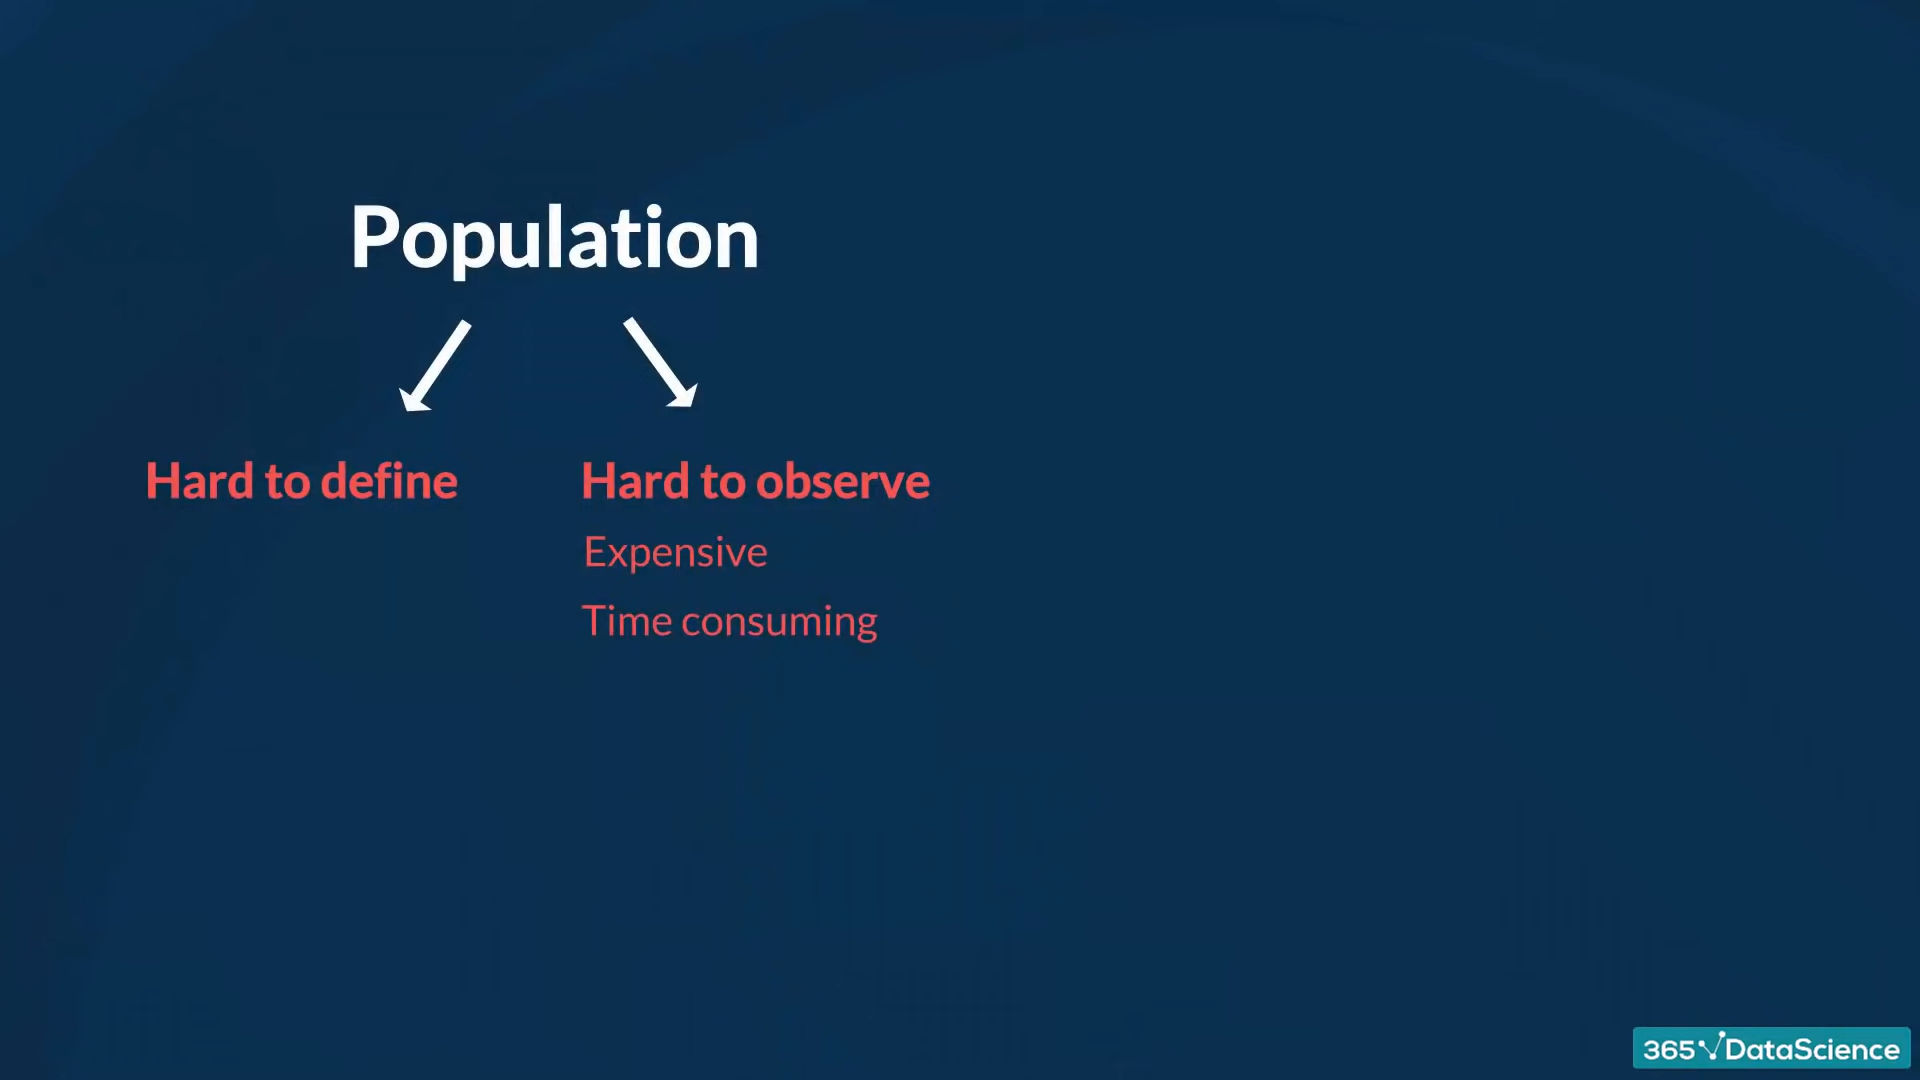 Population
Hard to define
Hard to observe
Expensive
Time consuming
365 DataScience